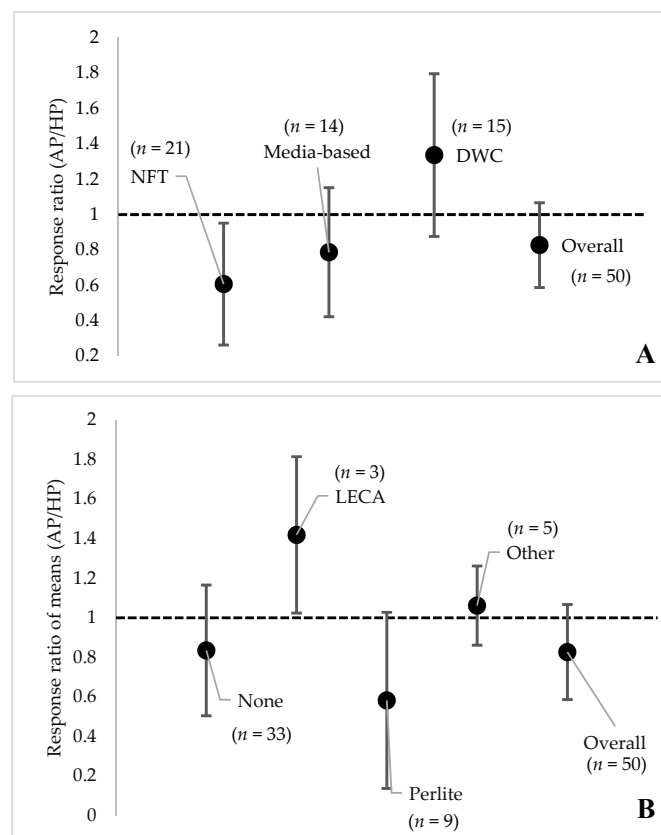 Response ratio (AP/HP)
2
1.8
1.6
1.4
1.2
1
0.8
0.6
0.4
0.2
(n = 21)
NFT
(n = 14)
Media-based
(n = 15)
DWC
Overall
(n = 50)
A
Response ratio of means (AP/HP)
2
1.8
1.6
1.4
1.2
1
0.8
0.6
0.4
0.2
0
None
(n = 33)
(n = 3)
LECA
Perlite
(n = 9)
(n = 5)
Other
Overall
(n = 50)
B